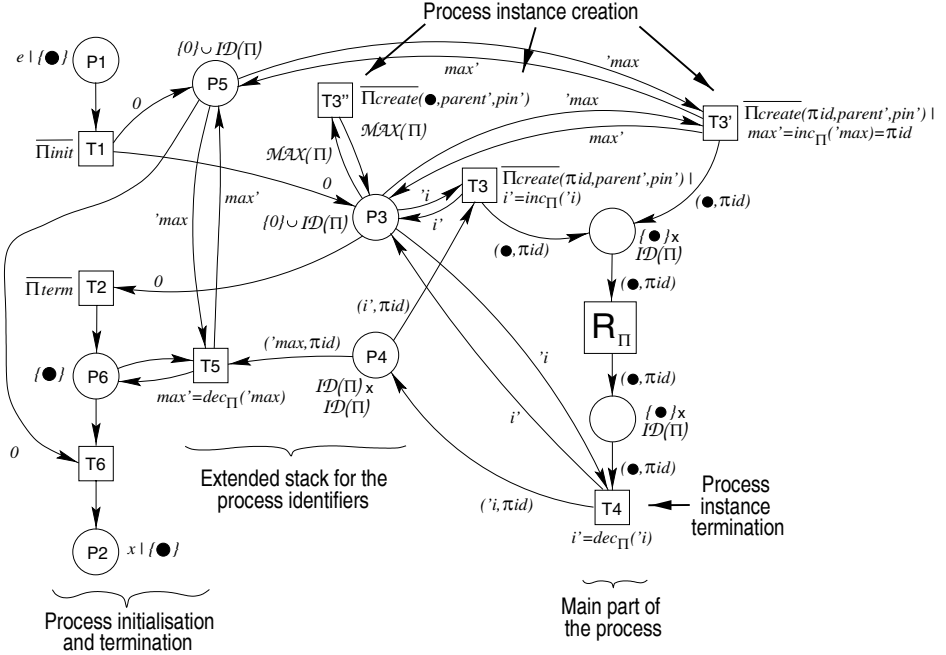 Process instance creation
e | {●}
P1
{0} ∪ ID(Π)
P5
'max
max'
0
T3''
Πcreate(●,parent',pin')
MAX(Π)
MAX(Π)
'max
max'
T3'
Πcreate(πid,parent',pin') |
max'=incΠ('max)=πid
Πinit
T1
0
T3
Πcreate(πid,parent',pin') |
i'=incΠ('i)
'i
i'
{0} ∪ ID(Π)
P3
(●,πid)
(●,πid)
{●}x
ID(Π)
'max
max'
Πterm
T2
0
(●,πid)
(i',πid)
RΠ
('max,πid)
P4
'i
{●}
P6
T5
max'=decΠ('max)
ID(Π) x
ID(Π)
(●,πid)
i'
{●}x
ID(Π)
0
T6
Extended stack for the
process identifiers
(●,πid)
('i,πid)
T4
i'=decΠ('i)
Process
instance
termination
P2
x | {●}
Process initialisation
and termination
Main part of
the process